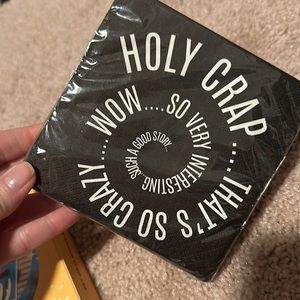 HOLY CRAP ....THAT'S SO CRAZY.... WOW ....SO VERY INTERESTING...SUCH A GOOD STORY...